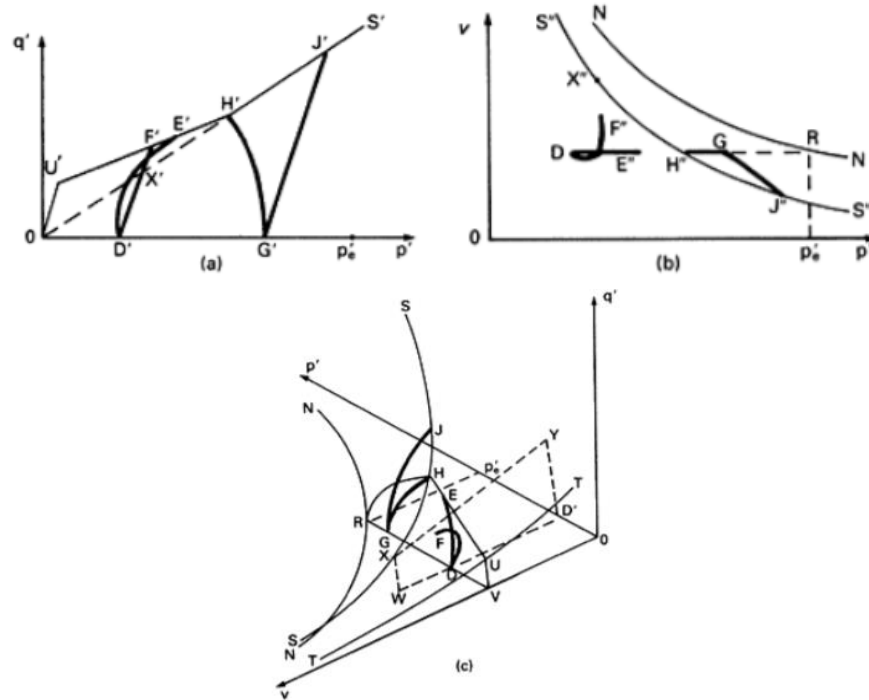 q'
S'
J'
H'
E'
F'
U'
X'
0
D'
G'
p'e
p'
(a)
v
S"
N
X"
F"
D
E"
H"
G
R
N
J"
S"
0
p'e
p
(b)
q'
S
p'
N
J
Y
p'e
H
T
E
R
D'
F
G
0
X
U
D
W
V
S
N
T
v
(c)